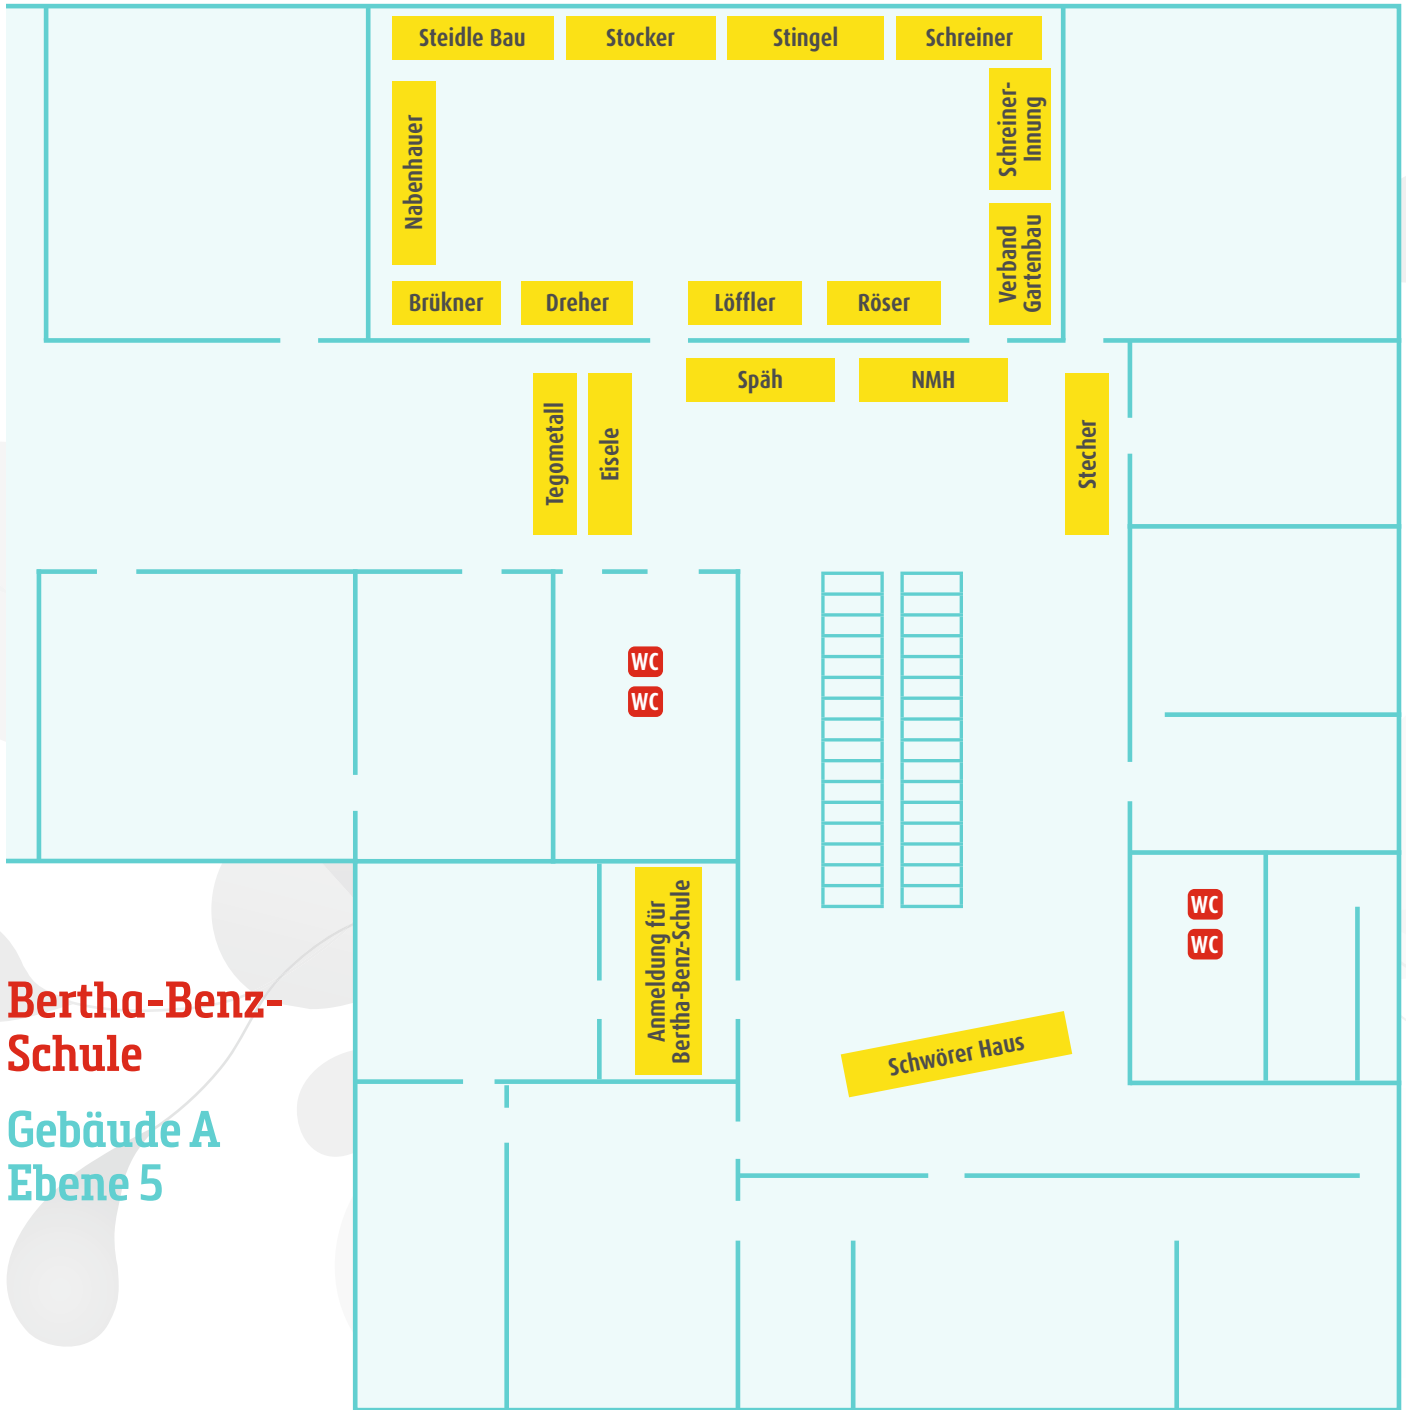 Steidle Bau
Stocker
Stingel
Schreiner
Nabenhauer
Schreiner-
Innung
Verband
Gartenbau
Brükner
Dreher
Löffler
Röser
Späh
NMH
Tegometall
Eisele
Stecher
WC
WC
Anmeldung für
Bertha-Benz-Schule
WC
WC
Schwörer Haus
Bertha-Benz-
Schule
Gebäude A
Ebene 5